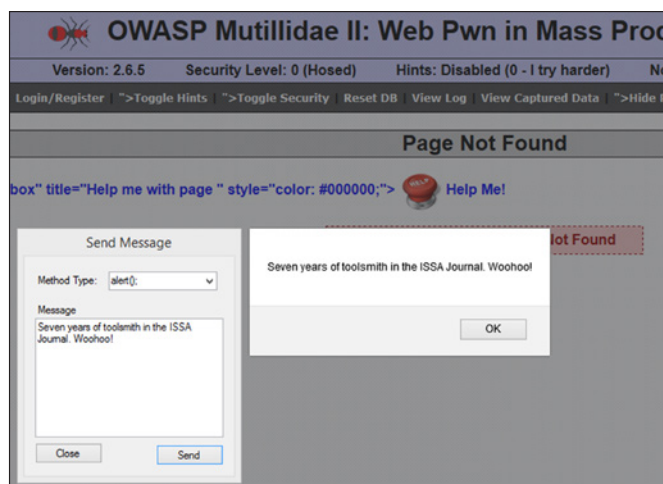 OWASP Mutillidae II: Web Pwn in Mass Prod
Version: 2.6.5 Security Level: 0 (Hosed) Hints: Disabled (0 - I try harder)
Login/Register ">Toggle Hints ">Toggle Security Reset DB View Log View Captured Data ">Hide
Page Not Found
box" title="Help me with page " style="color: #000000;"> HELP Help Me!
Not Found
Send Message
Method Type: alert();
Message
Seven years of toolsmith in the ISSA
Journal. Woohoo!
Close Send
Seven years of toolsmith in the ISSA Journal. Woohoo!
OK